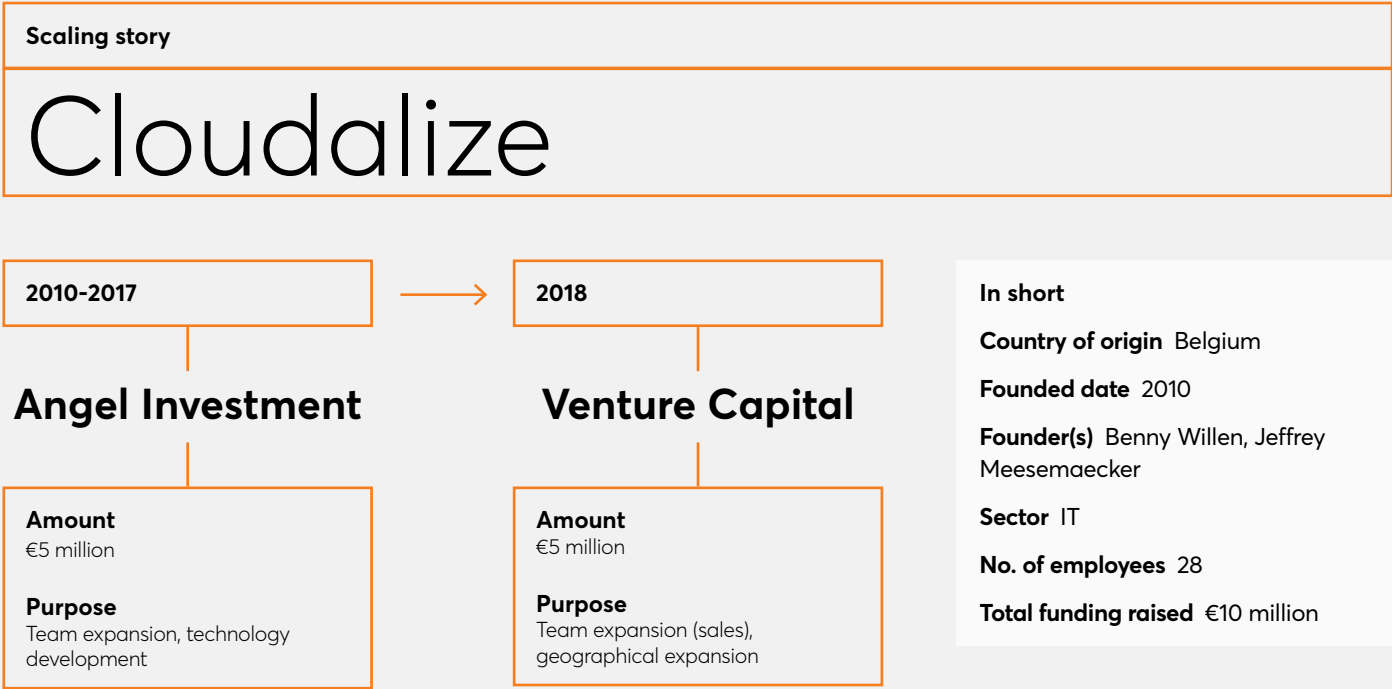 Scaling story
Cloudalize
2010-2017
Angel Investment
Amount
€5 million
Purpose
Team expansion, technology
development
2018
Venture Capital
Amount
€5 million
Purpose
Team expansion (sales),
geographical expansion
In short
Country of origin Belgium
Founded date 2010
Founder(s) Benny Willen, Jeffrey
Meesemaecker
Sector IT
No. of employees 28
Total funding raised €10 million